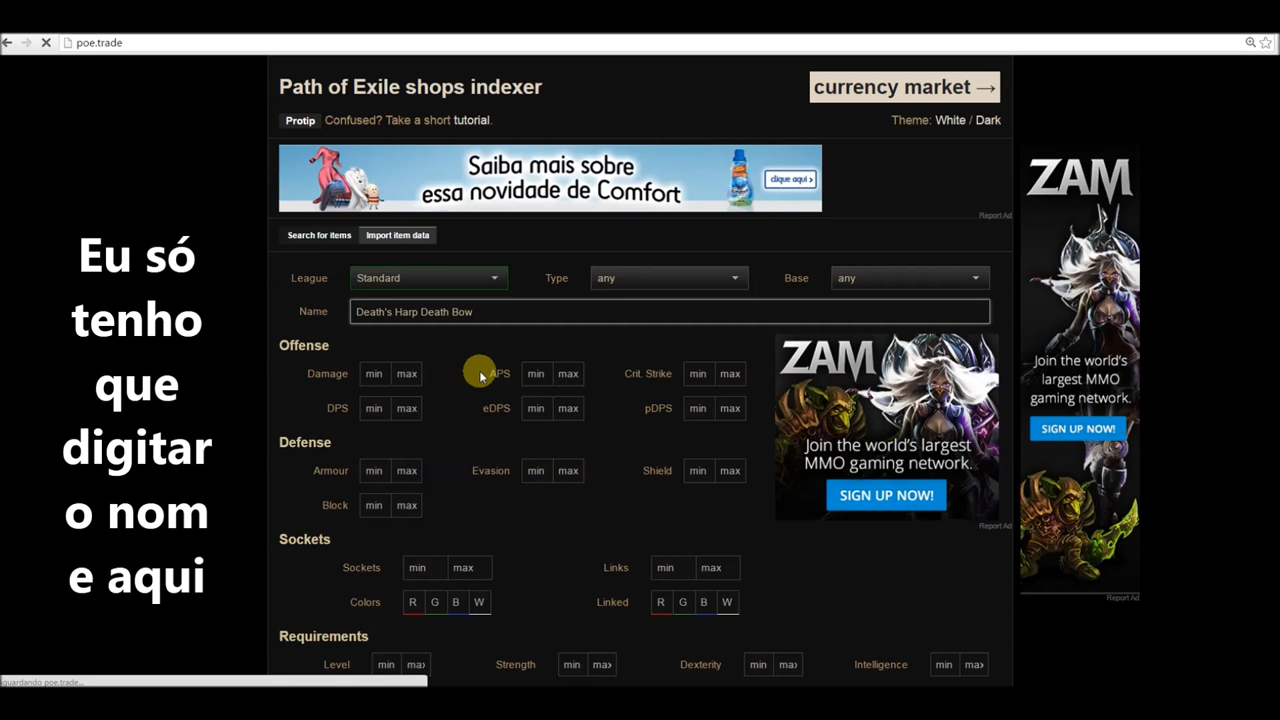 poe.trade
Path of Exile shops indexer
currency market →
Protip Confused? Take a short tutorial.
Theme: White / Dark
Saiba mais sobre
essa novidade de Comfort
clique aqui >
Report Ad
Search for items Import item data
League Standard Type any Base any
Name Death's Harp Death Bow
Offense
Damage min max APS min max Crit. Strike min max
DPS min max eDPS min max pDPS min max
Defense
Armour min max Evasion min max Shield min max
Block min max
Sockets
Sockets min max Links min max
Colors R G B W Linked R G B W
Requirements
Level min max Strength min max Dexterity min max Intelligence min max
ZAM
Join the world's largest
MMO gaming network.
SIGN UP NOW!
Report Ad
ZAM
Join the
world's largest
MMO gaming
network.
SIGN UP NOW!
Report Ad
Eu só
tenho
que
digitar
o nom
e aqui
aguardando poe.trade...